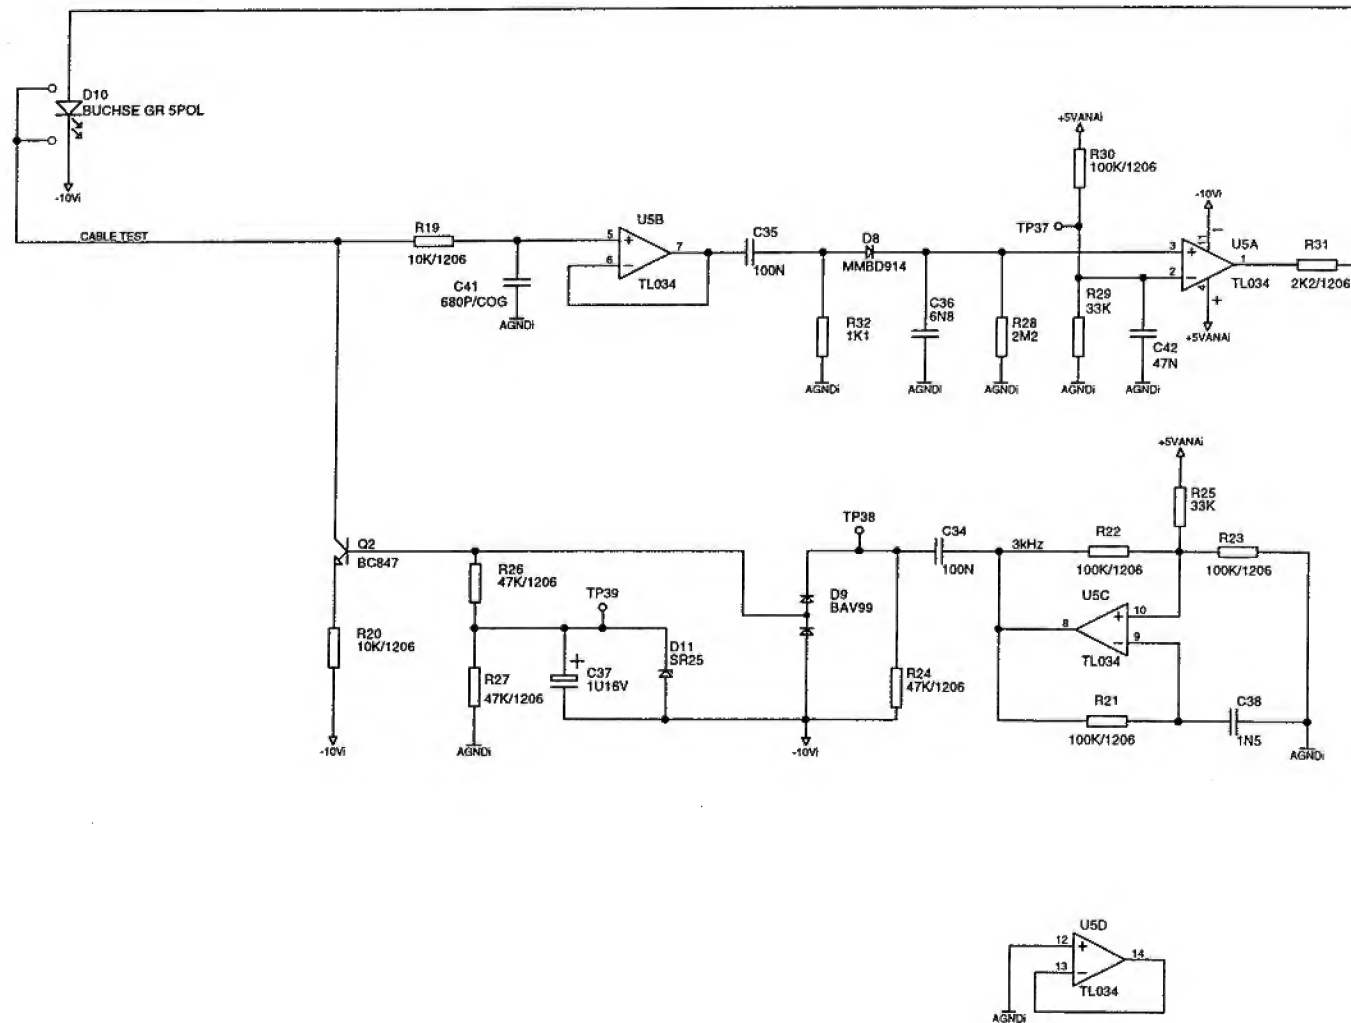 D10
BUCHSE GR 5POL
-10Vi
CABLE TEST
R19
10K/1206
C41
680P/COG
AGNDi
U5B
5
+
7
6
-
TL034
C35
100N
D8
MMBD914
R32
1K1
AGNDi
C36
6N8
AGNDi
R28
2M2
AGNDi
+5VANAi
R30
100K/1206
TP37
R29
33K
AGNDi
C42
47N
AGNDi
-10Vi
11
3
+
U5A
1
2
-
TL034
4
+
+5VANAi
R31
2K2/1206
Q2
BC847
R20
10K/1206
-10Vi
R26
47K/1206
TP39
R27
47K/1206
AGNDi
+
C37
1U16V
D11
SR25
TP38
D9
BAV99
-10Vi
R24
47K/1206
C34
100N
3kHz
R22
100K/1206
+5VANAi
R25
33K
R23
100K/1206
U5C
8
+
10
-
9
TL034
R21
100K/1206
C38
1N5
AGNDi
U5D
12
+
14
13
-
TL034
AGNDi